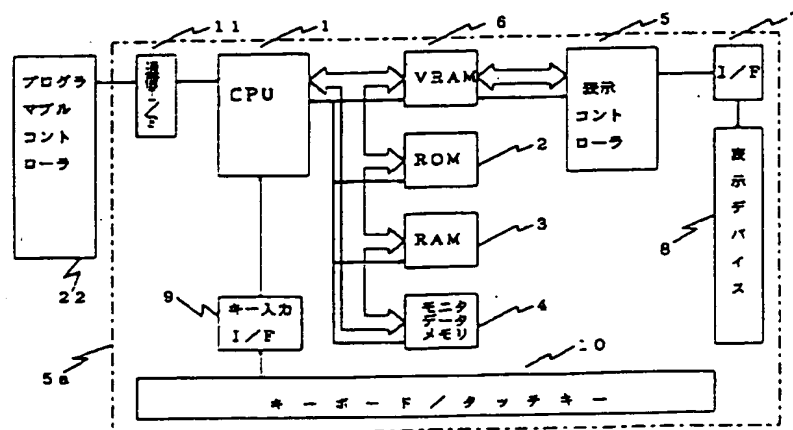 11
1
6
5
プログラ
マブル
コント
ローラ
CPU
VRAM
表示
コント
ローラ
I/F
ROM
2
RAM
3
モニタ
データ
メモリ
4
表示デバイス
8
22
9
キー入力
I/F
5a
10
キーボード/タッチキー